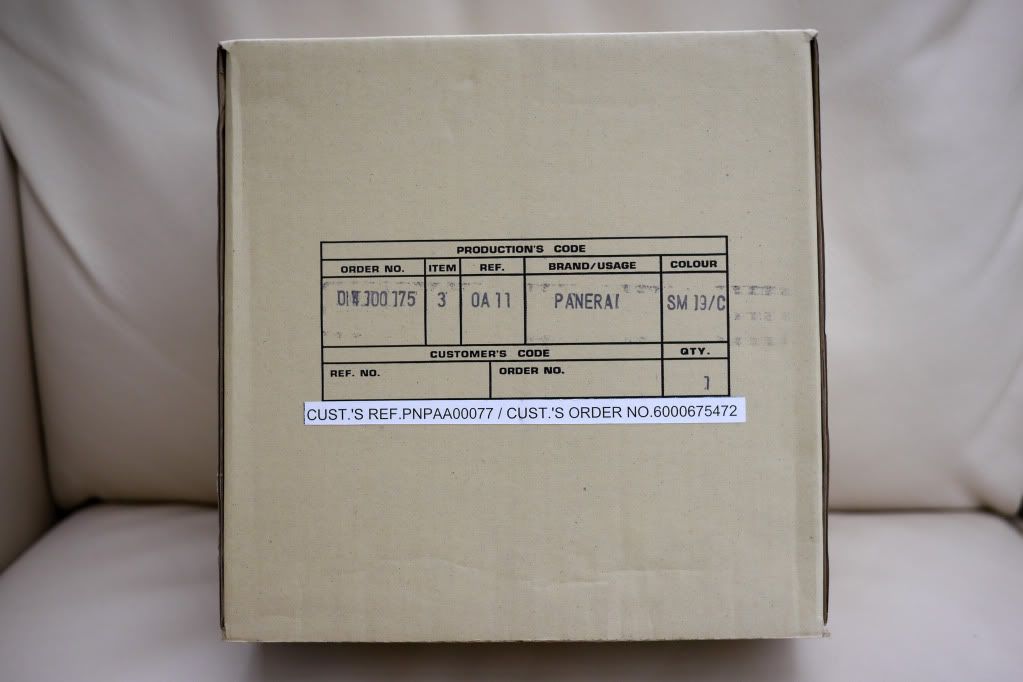 PRODUCTION'S CODE
ORDER NO. ITEM REF. BRAND/USAGE COLOUR
3 OA 11 PANERAI SM 19/C
CUSTOMER'S CODE QTY.
REF. NO. ORDER NO.
1
CUST.'S REF.PNPAA00077 / CUST.'S ORDER NO.6000675472